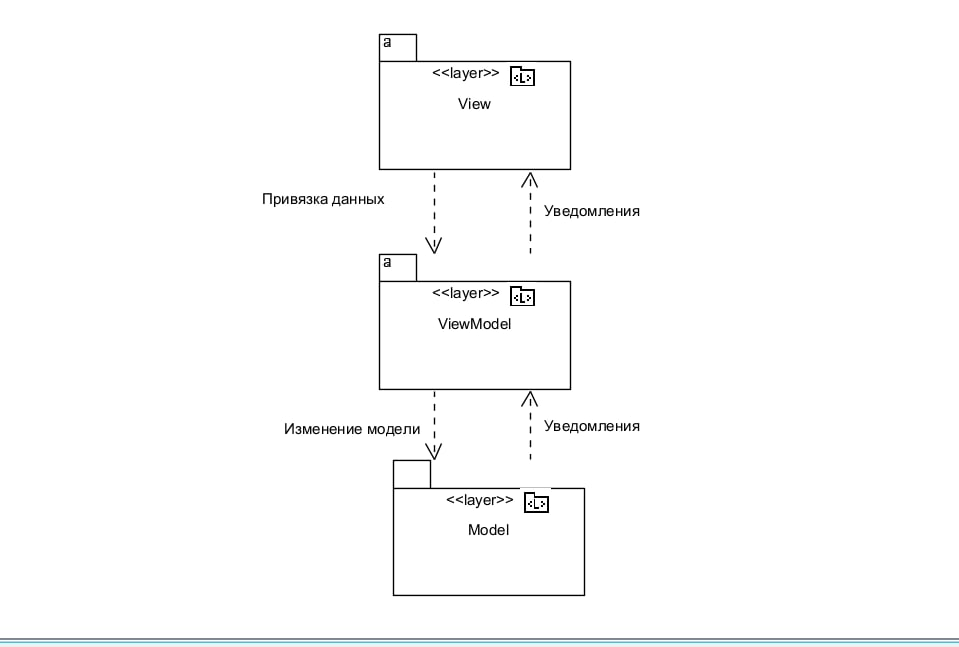 a
<<layer>> <L>
View
Привязка данных
Уведомления
a
<<layer>> <L>
ViewModel
Изменение модели
Уведомления
<<layer>> <L>
Model